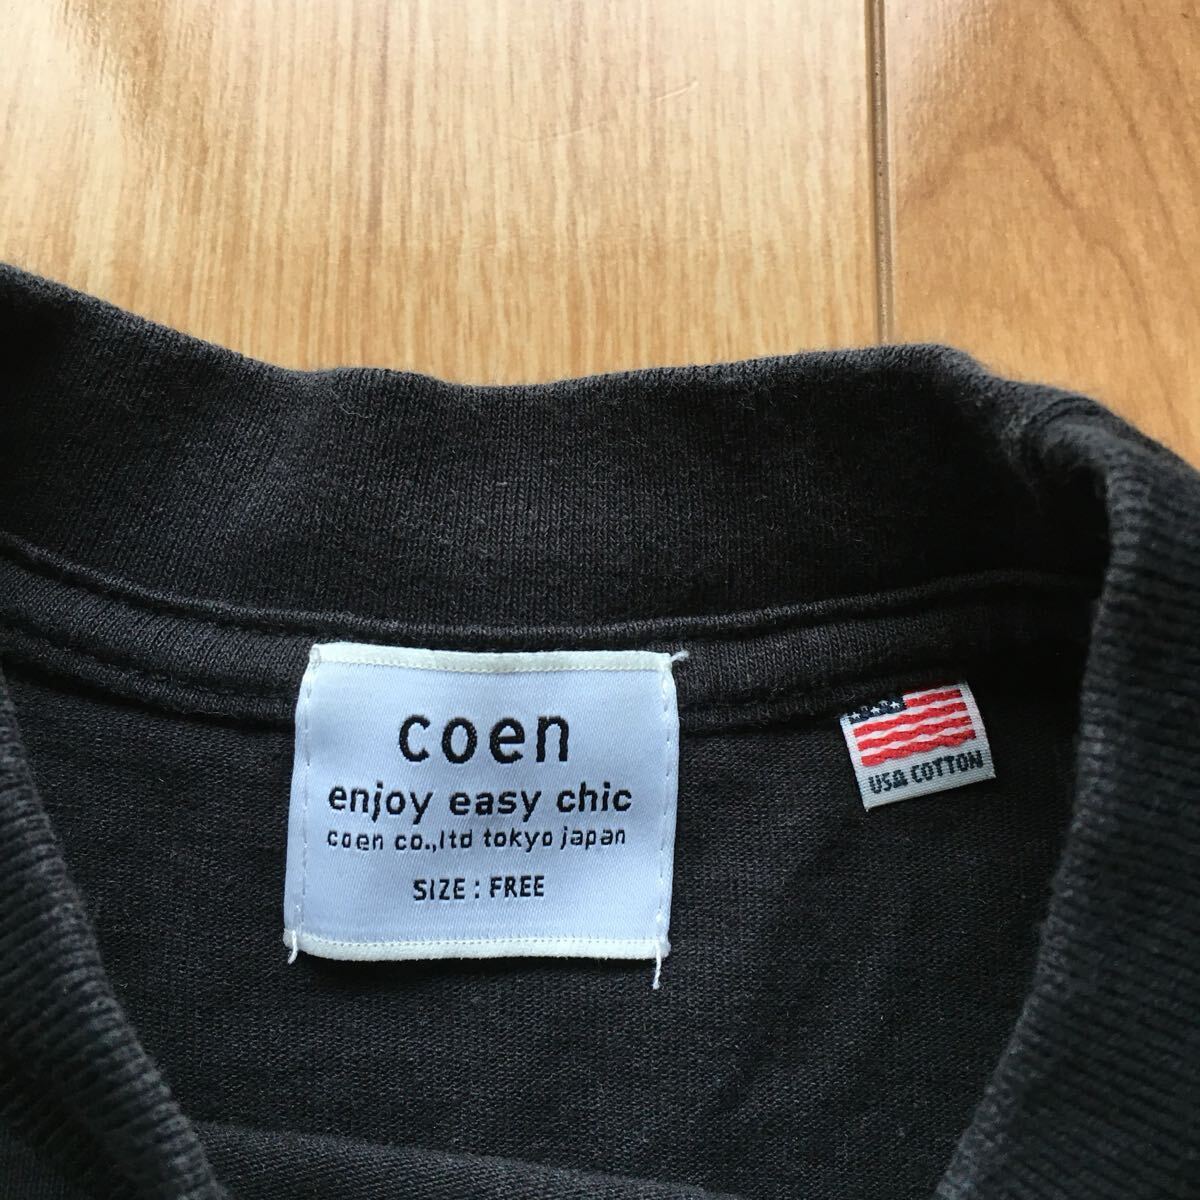 coen
enjoy easy chic
coen co.,ltd tokyo japan
SIZE : FREE
USA COTTON